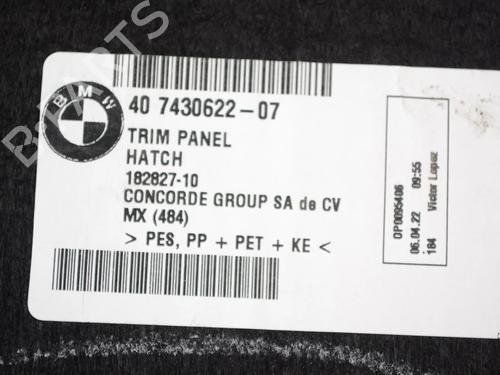 BMW
40 7430622-07
TRIM PANEL
HATCH
182827-10
CONCORDE GROUP SA de CV
MX (484)
> PES, PP + PET + KE <
OP0095406
06.04.22 09:55
184 Victor Lopez